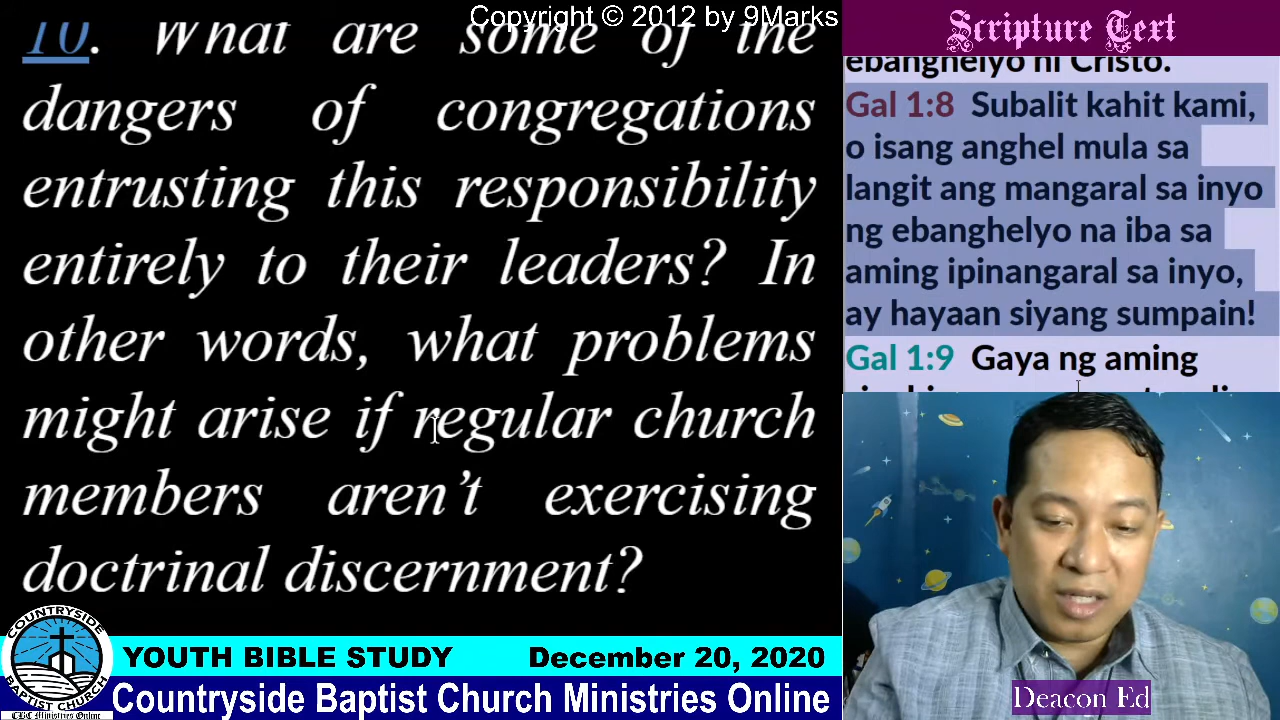 Copyright © 2012 by 9Marks
10. What are some of the
dangers of congregations
entrusting this responsibility
entirely to their leaders? In
other words, what problems
might arise if regular church
members aren’t exercising
doctrinal discernment?
Scripture Text
ebanghelyo ni Cristo.
Gal 1:8 Subalit kahit kami,
o isang anghel mula sa
langit ang mangaral sa inyo
ng ebanghelyo na iba sa
aming ipinangaral sa inyo,
ay hayaan siyang sumpain!
Gal 1:9 Gaya ng aming
Deacon Ed
COUNTRYSIDE
BAPTIST CHURCH
CBC Ministries Online
YOUTH BIBLE STUDY December 20, 2020
Countryside Baptist Church Ministries Online